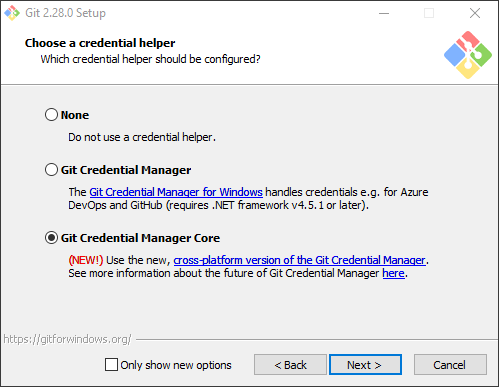 Git 2.28.0 Setup
Choose a credential helper
Which credential helper should be configured?
None
Do not use a credential helper.
Git Credential Manager
The Git Credential Manager for Windows handles credentials e.g. for Azure
DevOps and GitHub (requires .NET framework v4.5.1 or later).
Git Credential Manager Core
(NEW!) Use the new, cross-platform version of the Git Credential Manager.
See more information about the future of Git Credential Manager here.
https://gitforwindows.org/
Only show new options
< Back
Next >
Cancel